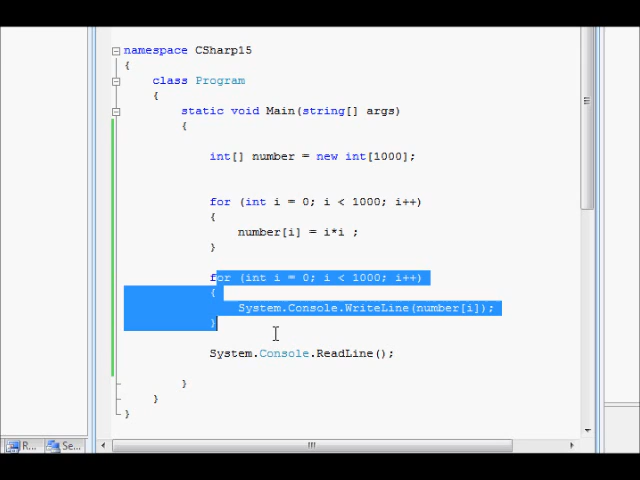 namespace CSharp15
{
class Program
{
static void Main(string[] args)
{
int[] number = new int[1000];
for (int i = 0; i < 1000; i++)
{
number[i] = i*i ;
}
for (int i = 0; i < 1000; i++)
{
System.Console.WriteLine(number[i]);
}
System.Console.ReadLine();
}
}
}
R... Se...